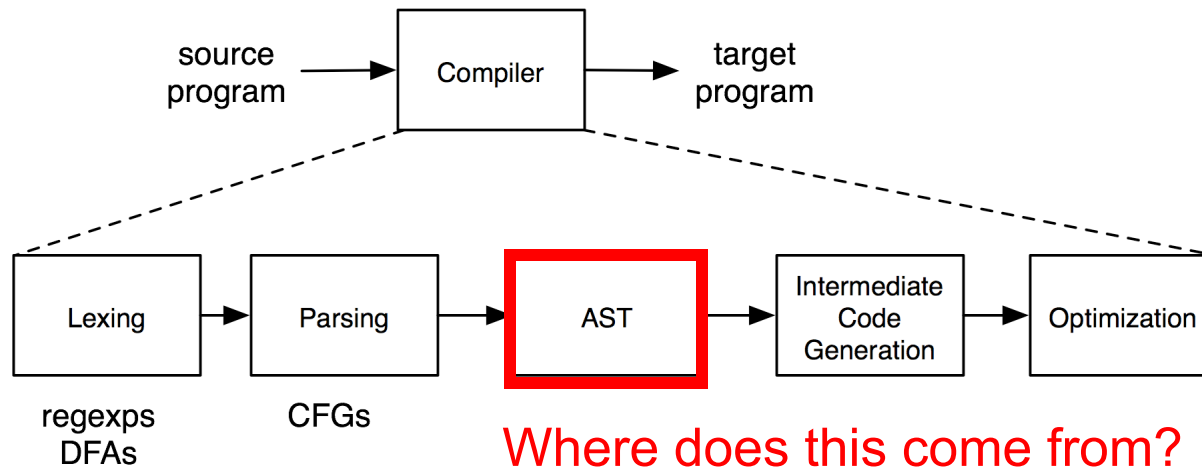 source
program
Compiler
target
program
Lexing
Parsing
AST
Intermediate
Code
Generation
Optimization
regexps
DFAs
CFGs
Where does this come from?